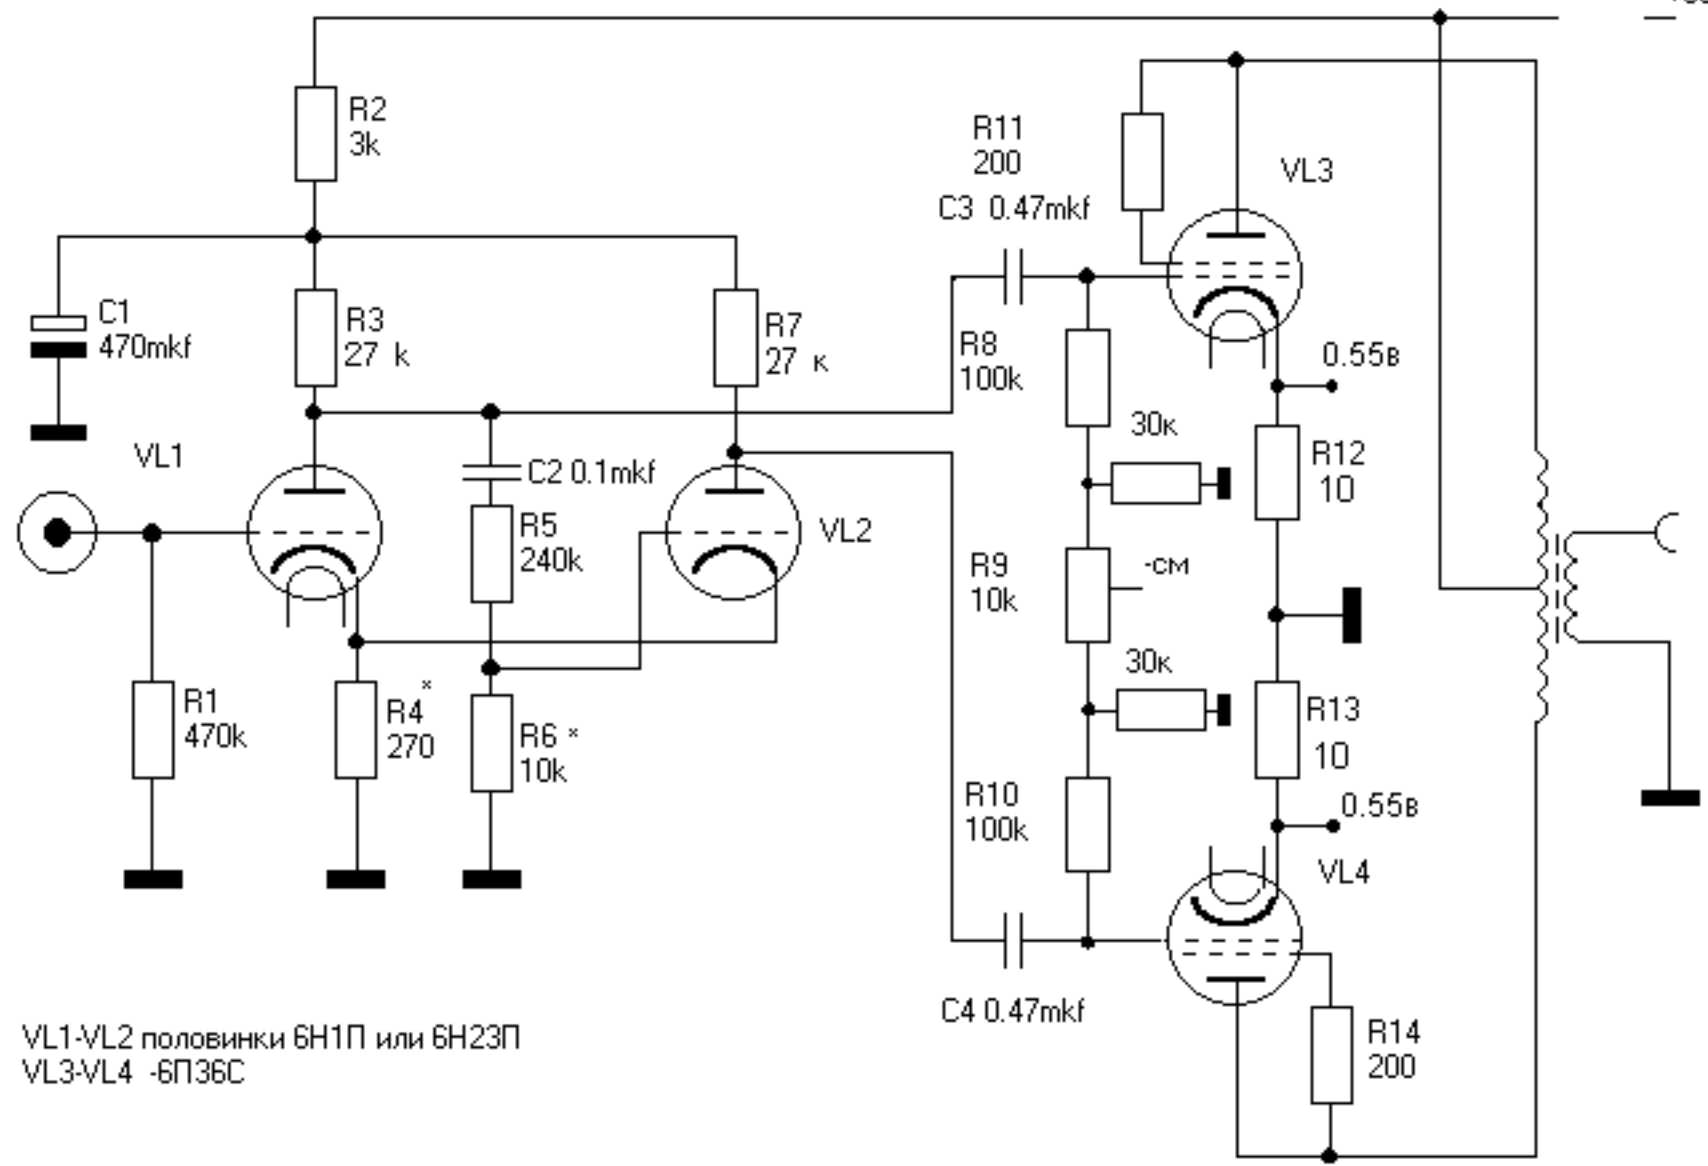 R2
3k
R11
200
VL3
C3 0.47mkf
C1
470mkf
R3
27 k
R7
27 к
R8
100k
0.55в
30к
VL1
R12
10
C2 0.1mkf
R5
240k
VL2
R9
10k
-см
30к
R1
470k
*
R4
270
R6 *
10k
R13
10
R10
100k
0.55в
VL4
C4 0.47mkf
R14
200
VL1-VL2 половинки 6Н1П или 6Н23П
VL3-VL4 -6П36С